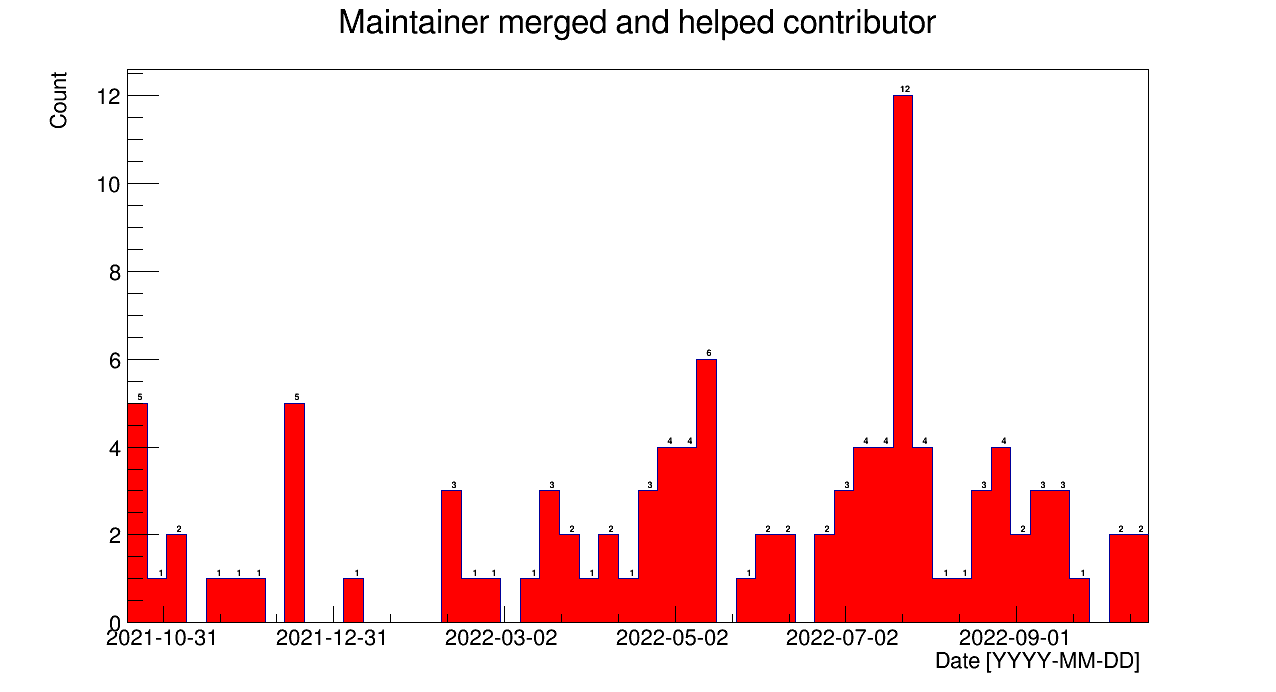 Maintainer merged and helped contributor
Count
12
10
8
6
4
2
0
5 1 2 1 1 1 5 1 3 1 1 1 3 2 1 2 1 3 4 4 6 1 2 2 2 3 4 4 12 4 1 1 3 4 2 3 3 1 2 2
2021-10-31 2021-12-31 2022-03-02 2022-05-02 2022-07-02 2022-09-01
Date [YYYY-MM-DD]